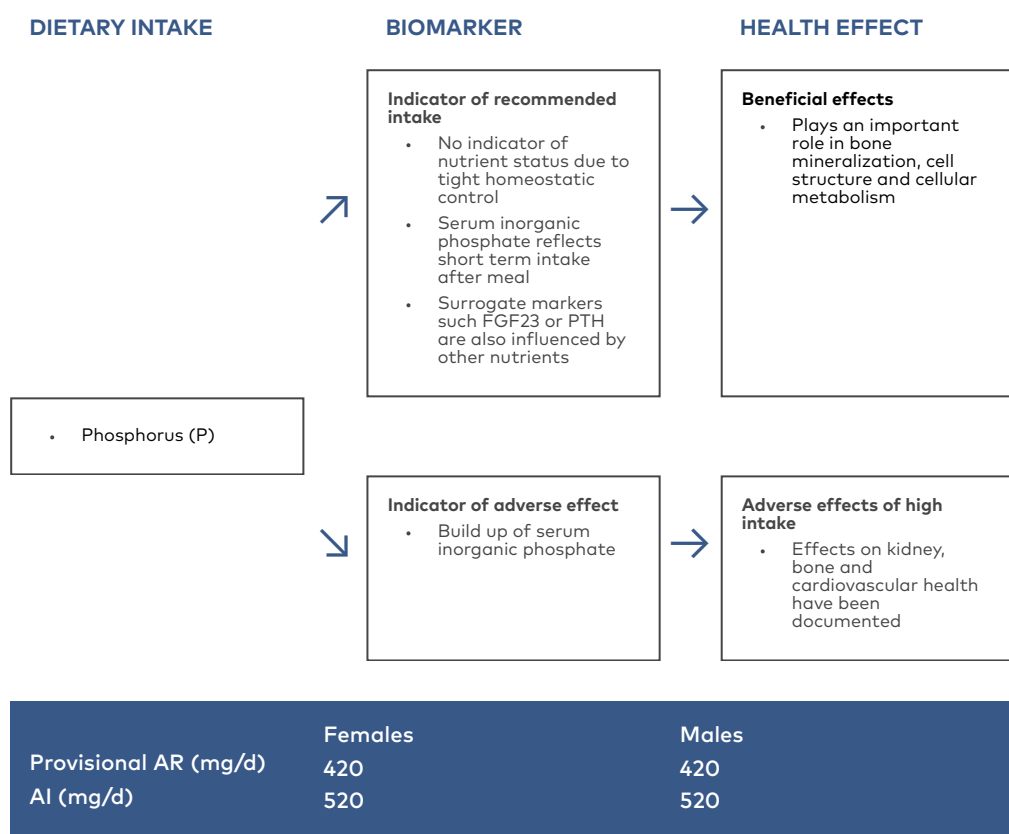 DIETARY INTAKE
BIOMARKER
HEALTH EFFECT
Indicator of recommended
intake
• No indicator of
nutrient status due to
tight homeostatic
control
• Serum inorganic
phosphate reflects
short term intake
after meal
• Surrogate markers
such FGF23 or PTH
are also influenced by
other nutrients
Beneficial effects
• Plays an important
role in bone
mineralization, cell
structure and cellular
metabolism
• Phosphorus (P)
Indicator of adverse effect
• Build up of serum
inorganic phosphate
Adverse effects of high
intake
• Effects on kidney,
bone and
cardiovascular health
have been
documented
Females Males
Provisional AR (mg/d) 420 420
AI (mg/d) 520 520